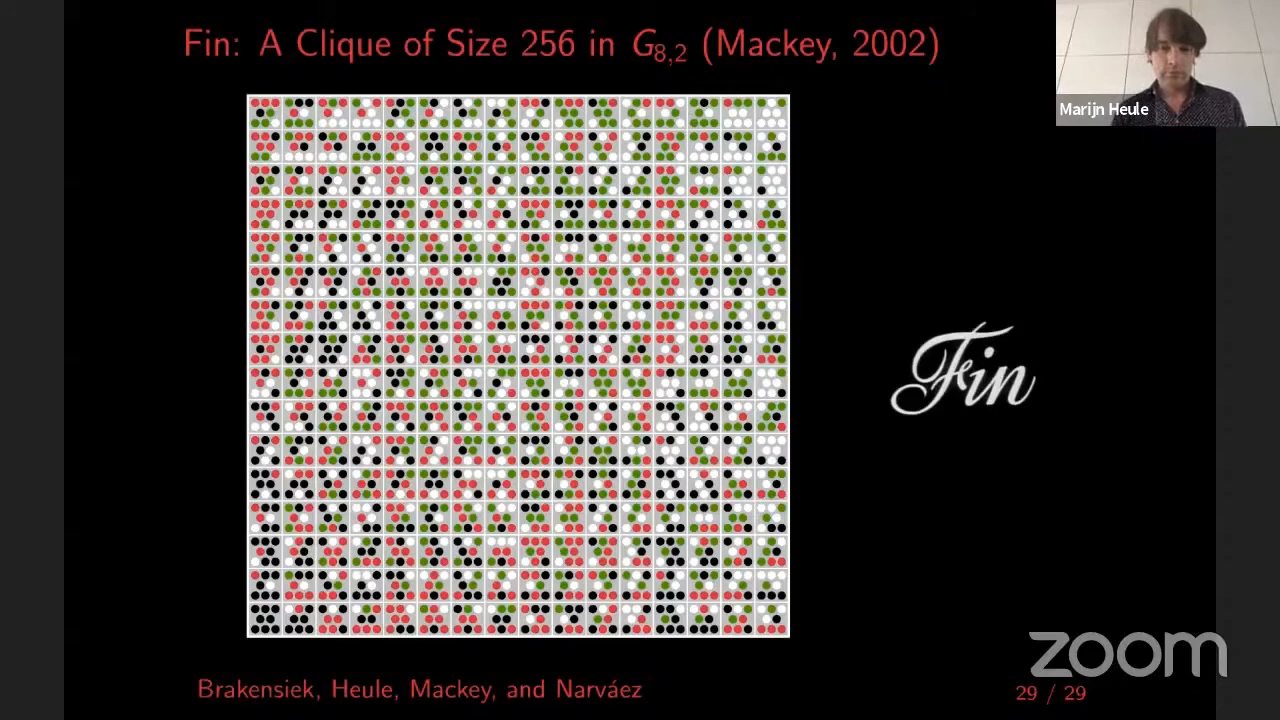 Fin: A Clique of Size 256 in G8,2 (Mackey, 2002)
Marijn Heule
Fin
zoom
Brakensiek, Heule, Mackey, and Narváez
29 / 29